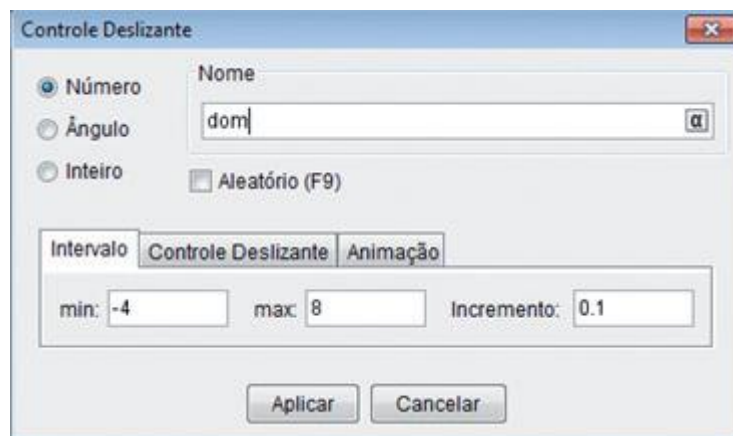 Controle Deslizante
Número
Ângulo
Inteiro
Nome
dom
α
Aleatório (F9)
Intervalo Controle Deslizante Animação
min: -4 max: 8 Incremento: 0.1
Aplicar Cancelar